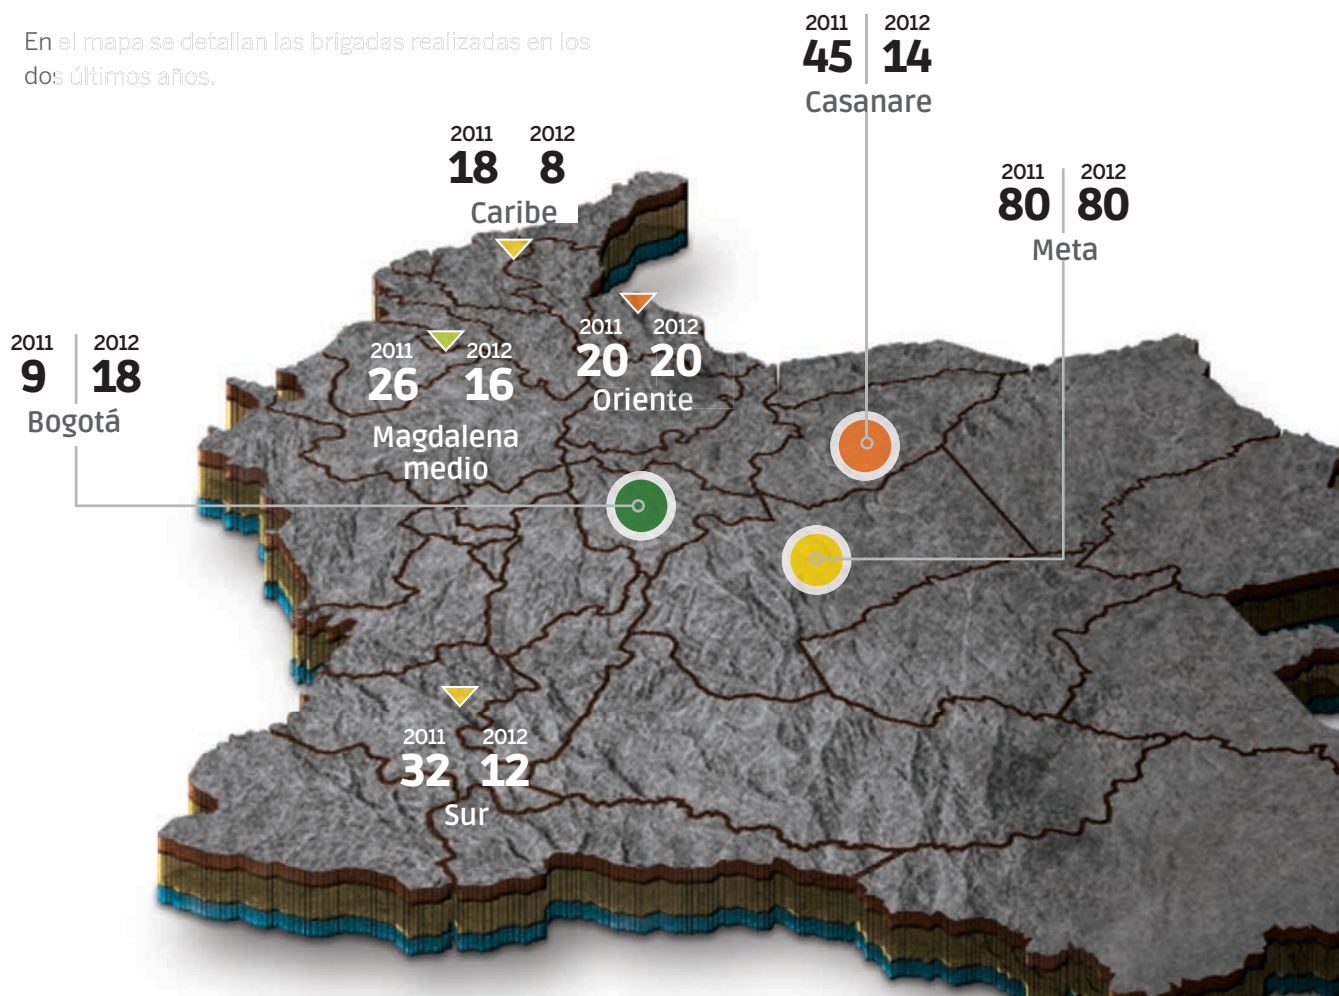 En el mapa se detallan las brigadas realizadas en los
dos últimos años.
2011 2012
45 14
Casanare
2011 2012
18 8
Caribe
2011 2012
80 80
Meta
2011 2012
20 20
Oriente
2011 2012
9 18
Bogotá
2011 2012
26 16
Magdalena
medio
2011 2012
32 12
Sur